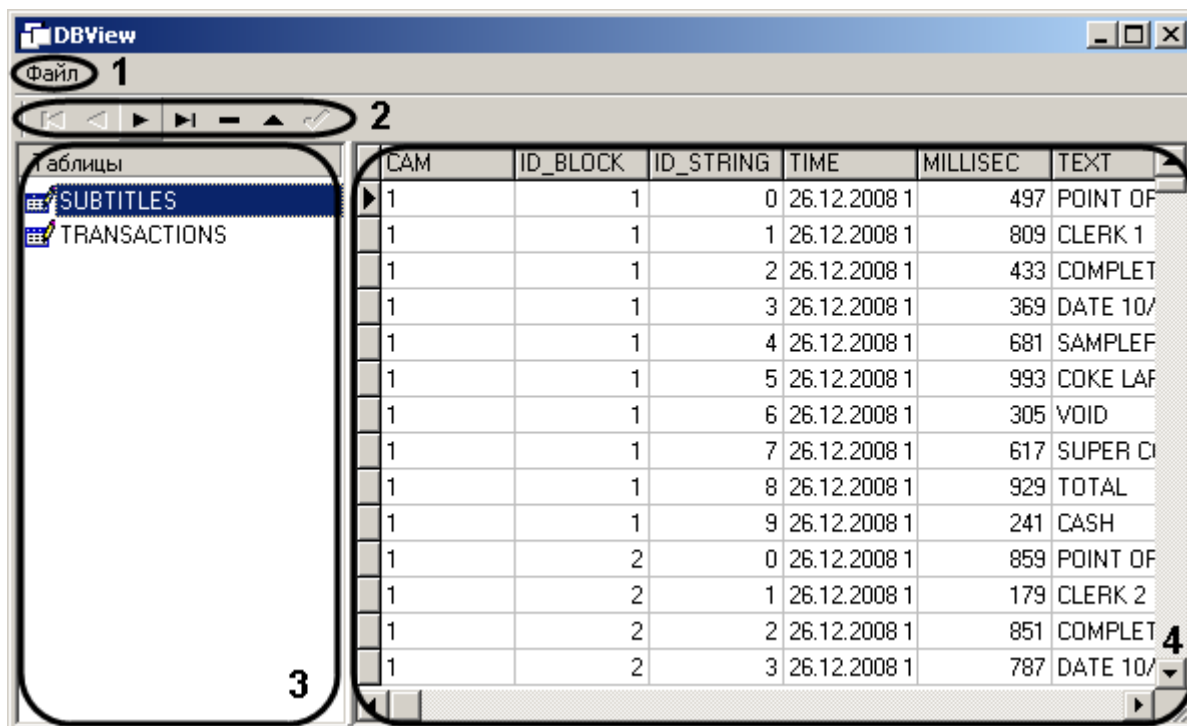 DBView
Файл 1
2
Таблицы
SUBTITLES
TRANSACTIONS
3
CAM ID_BLOCK ID_STRING TIME MILLISEC TEXT
1 1 0 26.12.2008 1 497 POINT OF
1 1 1 26.12.2008 1 809 CLERK 1
1 1 2 26.12.2008 1 433 COMPLET
1 1 3 26.12.2008 1 369 DATE 10/
1 1 4 26.12.2008 1 681 SAMPLEF
1 1 5 26.12.2008 1 993 COKE LAF
1 1 6 26.12.2008 1 305 VOID
1 1 7 26.12.2008 1 617 SUPER
1 1 8 26.12.2008 1 929 TOTAL
1 1 9 26.12.2008 1 241 CASH
1 2 0 26.12.2008 1 859 POINT OF
1 2 1 26.12.2008 1 179 CLERK 2
1 2 2 26.12.2008 1 851 COMPLET
1 2 3 26.12.2008 1 787 DATE 10/
4